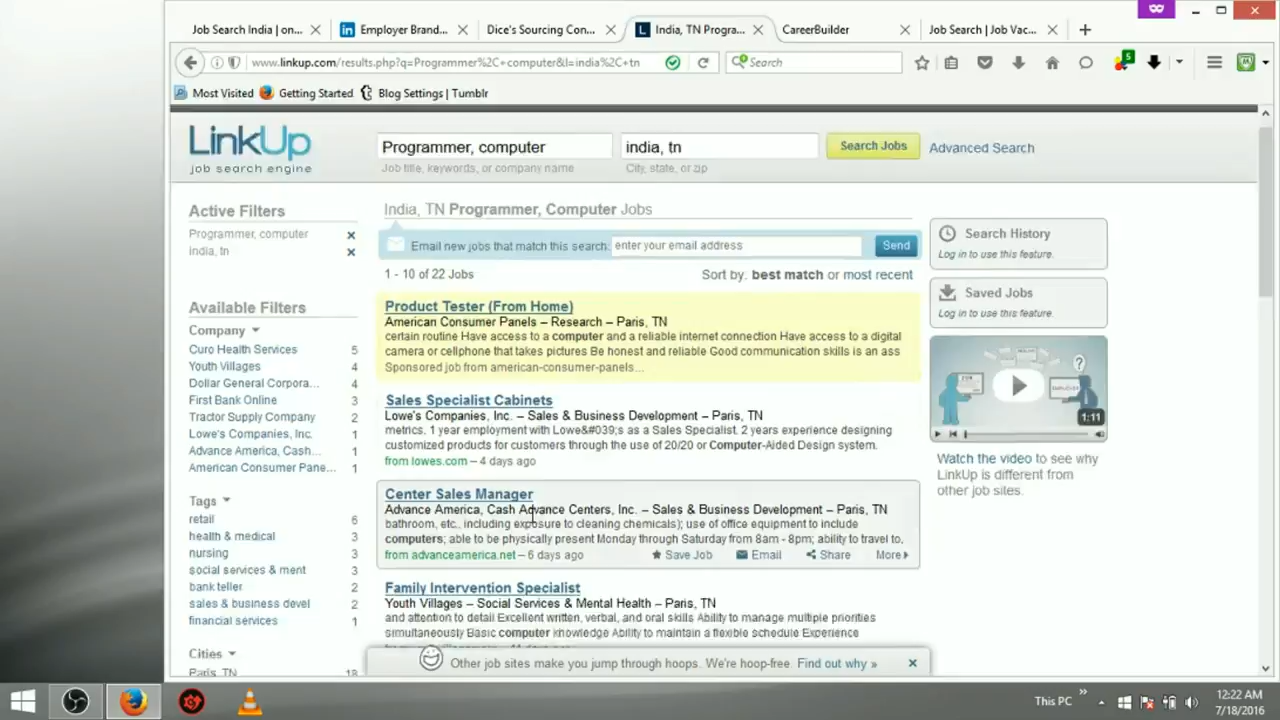 Job Search India | on...
Employer Brand...
Dice's Sourcing Con...
India, TN Progra...
CareerBuilder
Job Search | Job Vac...
www.linkup.com/results.php?q=Programmer%2C+computer&l=india%2C+tn
Search
5
Most Visited
Getting Started
Blog Settings | Tumblr
LinkUp
job search engine
Programmer, computer
india, tn
Search Jobs
Advanced Search
Job title, keywords, or company name
City, state, or zip
Active Filters
Programmer, computer
india, tn
Available Filters
Company
Curo Health Services 5
Youth Villages 4
Dollar General Corpora... 4
First Bank Online 3
Tractor Supply Company 2
Lowe's Companies, Inc. 1
Advance America, Cash... 1
American Consumer Pane... 1
Tags
retail 6
health & medical 3
nursing 3
social services & ment 3
bank teller 2
sales & business devel 2
financial services 1
Cities
Paris, TN 18
India, TN Programmer, Computer Jobs
Email new jobs that match this search:
enter your email address
Send
1 - 10 of 22 Jobs
Sort by: best match or most recent
Product Tester (From Home)
American Consumer Panels – Research – Paris, TN
certain routine Have access to a computer and a reliable internet connection Have access to a digital
camera or cellphone that takes pictures Be honest and reliable Good communication skills is an ass
Sponsored job from american-consumer-panels...
Sales Specialist Cabinets
Lowe's Companies, Inc. – Sales & Business Development – Paris, TN
metrics. 1 year employment with Lowe&#039;s as a Sales Specialist. 2 years experience designing
customized products for customers through the use of 20/20 or Computer-Aided Design system.
from lowes.com – 4 days ago
Center Sales Manager
Advance America, Cash Advance Centers, Inc. – Sales & Business Development – Paris, TN
bathroom, etc., including exposure to cleaning chemicals); use of office equipment to include
computers; able to be physically present Monday through Saturday from 8am - 8pm; ability to travel to,
from advanceamerica.net – 6 days ago
Save Job
Email
Share
More
Family Intervention Specialist
Youth Villages – Social Services & Mental Health – Paris, TN
and attention to detail Excellent written, verbal, and oral skills Ability to manage multiple priorities
simultaneously Basic computer knowledge Ability to maintain a flexible schedule Experience
Other job sites make you jump through hoops. We're hoop-free. Find out why »
Search History
Log in to use this feature.
Saved Jobs
Log in to use this feature.
1:11
Watch the video to see why
LinkUp is different from
other job sites.
This PC
12:22 AM
7/18/2016